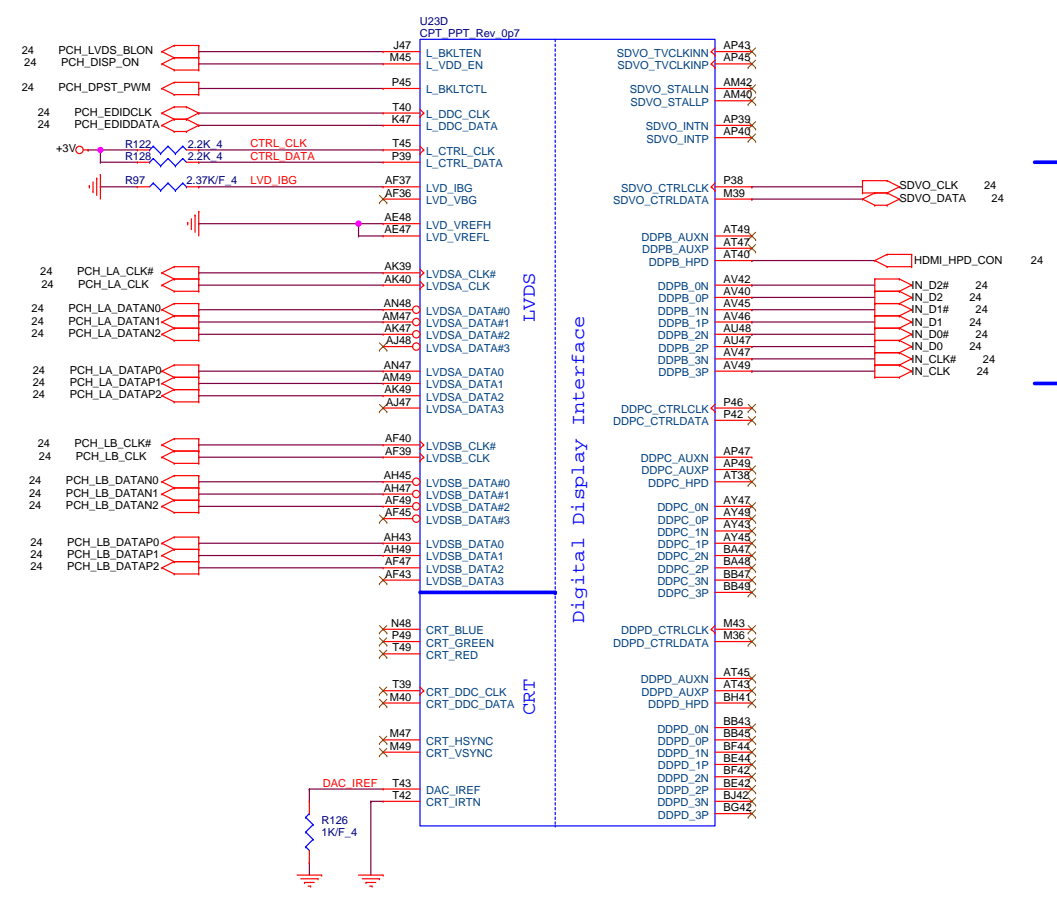 U23D
CPT_PPT_Rev_0p7
24 PCH_LVDS_BLON J47 L_BKLTEN
24 PCH_DISP_ON M45 L_VDD_EN
24 PCH_DPST_PWM P45 L_BKLTCTL
24 PCH_EDIDCLK T40 L_DDC_CLK
24 PCH_EDIDDATA K47 L_DDC_DATA
+3V R122 2.2K_4 CTRL_CLK T45 L_CTRL_CLK
R128 2.2K_4 CTRL_DATA P39 L_CTRL_DATA
R97 2.37K/F_4 LVD_IBG AF37 LVD_IBG
AF36 LVD_VBG
AE48 LVD_VREFH
AE47 LVD_VREFL
24 PCH_LA_CLK# AK39 LVDSA_CLK#
24 PCH_LA_CLK AK40 LVDSA_CLK
24 PCH_LA_DATAN0 AN48 LVDSA_DATA#0
24 PCH_LA_DATAN1 AM47 LVDSA_DATA#1
24 PCH_LA_DATAN2 AK47 LVDSA_DATA#2
AJ48 LVDSA_DATA#3
24 PCH_LA_DATAP0 AN47 LVDSA_DATA0
24 PCH_LA_DATAP1 AM49 LVDSA_DATA1
24 PCH_LA_DATAP2 AK49 LVDSA_DATA2
AJ47 LVDSA_DATA3
24 PCH_LB_CLK# AF40 LVDSB_CLK#
24 PCH_LB_CLK AF39 LVDSB_CLK
24 PCH_LB_DATAN0 AH45 LVDSB_DATA#0
24 PCH_LB_DATAN1 AH47 LVDSB_DATA#1
24 PCH_LB_DATAN2 AF49 LVDSB_DATA#2
AF45 LVDSB_DATA#3
24 PCH_LB_DATAP0 AH43 LVDSB_DATA0
24 PCH_LB_DATAP1 AH49 LVDSB_DATA1
24 PCH_LB_DATAP2 AF47 LVDSB_DATA2
AF43 LVDSB_DATA3
N48 CRT_BLUE
P49 CRT_GREEN
T49 CRT_RED
T39 CRT_DDC_CLK
M40 CRT_DDC_DATA
M47 CRT_HSYNC
M49 CRT_VSYNC
DAC_IREF T43 DAC_IREF
T42 CRT_IRTN
R126
1K/F_4
LVDS
CRT
Digital Display Interface
SDVO_TVCLKINN AP43
SDVO_TVCLKINP AP45
SDVO_STALLN AM42
SDVO_STALLP AM40
SDVO_INTN AP39
SDVO_INTP AP40
SDVO_CTRLCLK P38 SDVO_CLK 24
SDVO_CTRLDATA M39 SDVO_DATA 24
DDPB_AUXN AT49
DDPB_AUXP AT47
DDPB_HPD AT40 HDMI_HPD_CON 24
DDPB_0N AV42 IN_D2# 24
DDPB_0P AV40 IN_D2 24
DDPB_1N AV45 IN_D1# 24
DDPB_1P AV46 IN_D1 24
DDPB_2N AU48 IN_D0# 24
DDPB_2P AU47 IN_D0 24
DDPB_3N AV47 IN_CLK# 24
DDPB_3P AV49 IN_CLK 24
DDPC_CTRLCLK P46
DDPC_CTRLDATA P42
DDPC_AUXN AP47
DDPC_AUXP AP49
DDPC_HPD AT38
DDPC_0N AY47
DDPC_0P AY49
DDPC_1N AY43
DDPC_1P AY45
DDPC_2N BA47
DDPC_2P BA48
DDPC_3N BB47
DDPC_3P BB49
DDPD_CTRLCLK M43
DDPD_CTRLDATA M36
DDPD_AUXN AT45
DDPD_AUXP AT43
DDPD_HPD BH41
DDPD_0N BB43
DDPD_0P BB45
DDPD_1N BF44
DDPD_1P BE44
DDPD_2N BF42
DDPD_2P BE42
DDPD_3N BJ42
DDPD_3P BG42